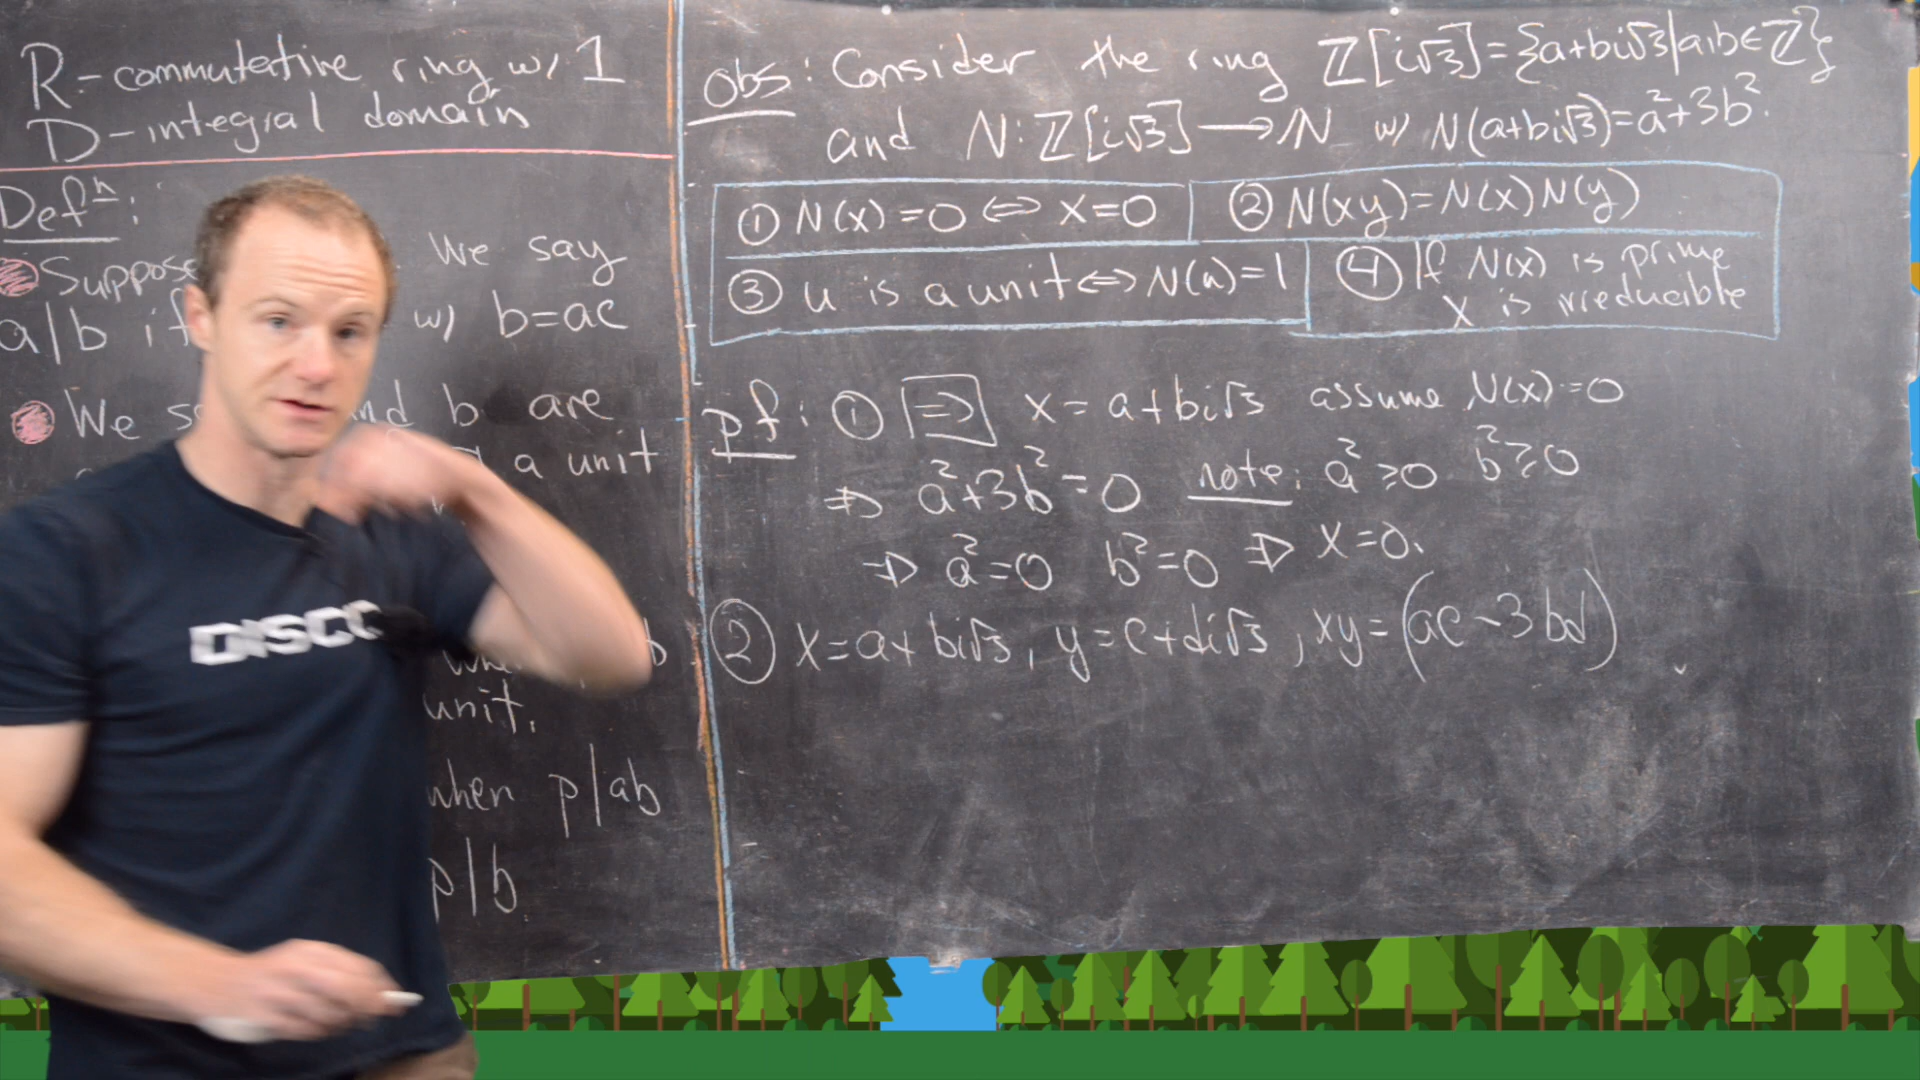 R-commutative ring w/ 1
D-integral domain
Defⁿ:
Suppose We say
a|b if w/ b=ac
We nd b are
a unit
b
unit.
when p|ab
p|b.
DISCO
Obs: Consider the ring ℤ[i√3]={a+bi√3|a,b∈ℤ}
and N:ℤ[i√3]→ℕ w/ N(a+bi√3)=a²+3b².
① N(x)=0⇔x=0
② N(xy)=N(x)N(y)
③ u is a unit⇔N(u)=1
④ If N(x) is prime
x is irreducible
pf: ① ⇒ x=a+bi√3 assume N(x)=0
⇒ a²+3b²=0 note: a²≥0 b²≥0
⇒ a²=0 b²=0 ⇒ x=0.
② x=a+bi√3, y=c+di√3, xy=(ac-3bd)